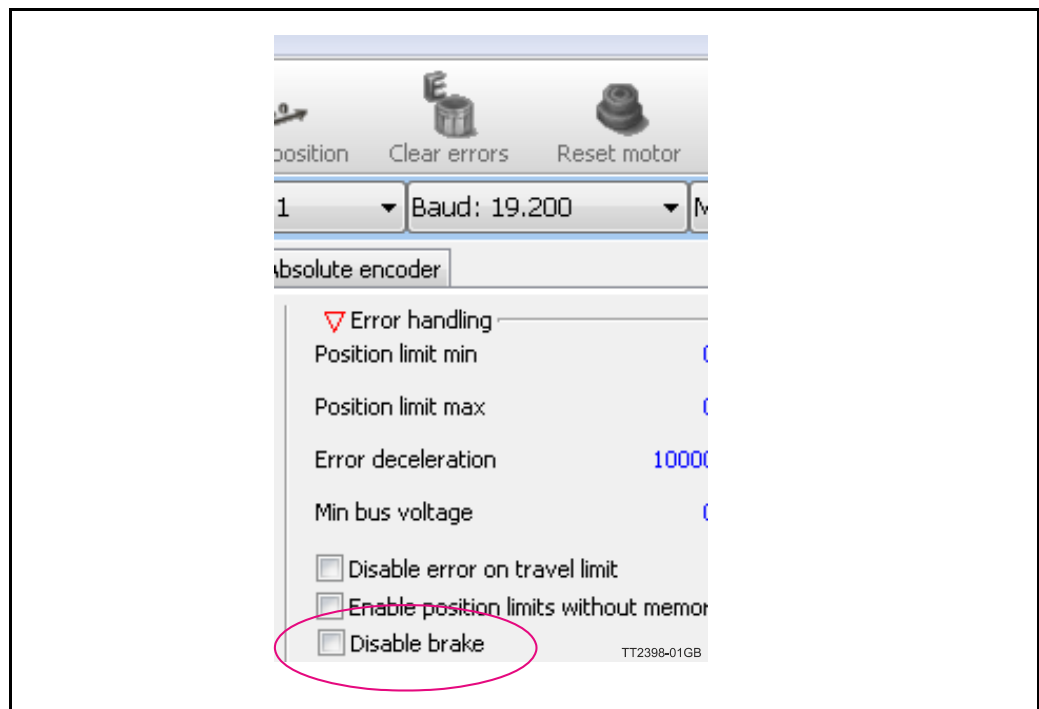 E
position Clear errors Reset motor
1 Baud: 19.200
Absolute encoder
Error handling
Position limit min
Position limit max
Error deceleration 10000
Min bus voltage
Disable error on travel limit
Enable position limits without memor
Disable brake
TT2398-01GB